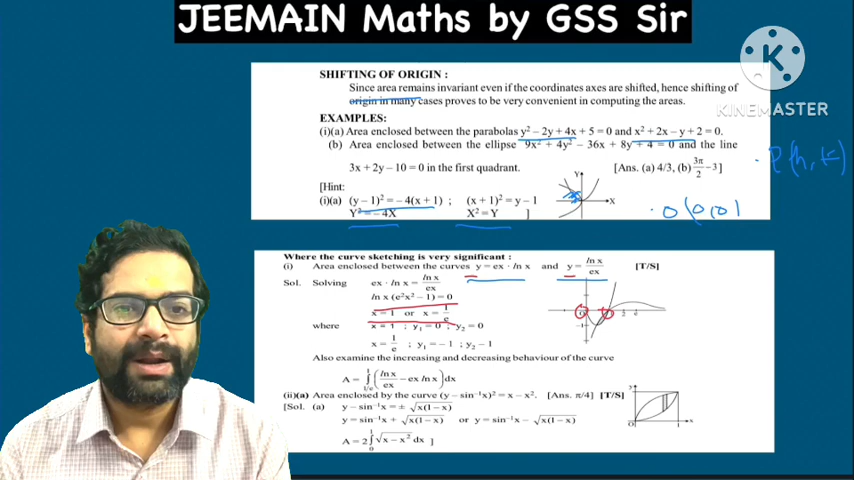 JEEMAIN Maths by GSS Sir
KINEMASTER
SHIFTING OF ORIGIN :
Since area remains invariant even if the coordinates axes are shifted, hence shifting of
origin in many cases proves to be very convenient in computing the areas.
EXAMPLES:
(i)(a) Area enclosed between the parabolas y² – 2y + 4x + 5 = 0 and x² + 2x – y + 2 = 0.
(b) Area enclosed between the ellipse 9x² + 4y² – 36x + 8y + 4 = 0 and the line
3x + 2y – 10 = 0 in the first quadrant. [Ans. (a) 4/3, (b) 3π/2 – 3]
P(h, k)
[Hint:
(i)(a) (y – 1)² = – 4(x + 1) ; (x + 1)² = y – 1
Y² = – 4X X² = Y ]
Y
X
O(0,0)
Where the curve sketching is very significant :
(i) Area enclosed between the curves y = ex · ln x and y = ln x/ex [T/S]
Sol. Solving ex · ln x = ln x/ex
ln x (e²x² – 1) = 0
x = 1 or x = 1/e
where x = 1 ; y₁ = 0 ; y₂ = 0
x = 1/e ; y₁ = –1 ; y₂ – 1
O 2 e
–1
Also examine the increasing and decreasing behaviour of the curve
A = ∫₁/ₑ¹ (ln x/ex – ex ln x) dx
(ii)(a) Area enclosed by the curve (y – sin⁻¹x)² = x – x². [Ans. π/4] [T/S]
[Sol. (a) y – sin⁻¹x = ± √x(1 – x)
y = sin⁻¹x + √x(1 – x) or y = sin⁻¹x – √x(1 – x)
A = 2∫₀¹ √x – x² dx ]
y
O 1 x